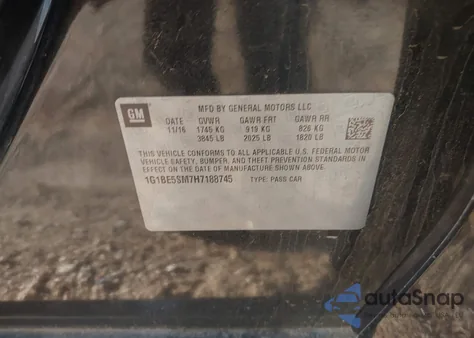 MFD BY GENERAL MOTORS LLC
GM
DATE GVWR GAWR FRT GAWR RR
11/16 1745 KG 919 KG 826 KG
3845 LB 2025 LB 1820 LB
THIS VEHICLE CONFORMS TO ALL APPLICABLE U.S. FEDERAL MOTOR
VEHICLE SAFETY, BUMPER, AND THEFT PREVENTION STANDARDS IN
EFFECT ON THE DATE OF MANUFACTURE SHOWN ABOVE.
1G1BE5SM7H7188745 TYPE: PASS CAR
autoSnap